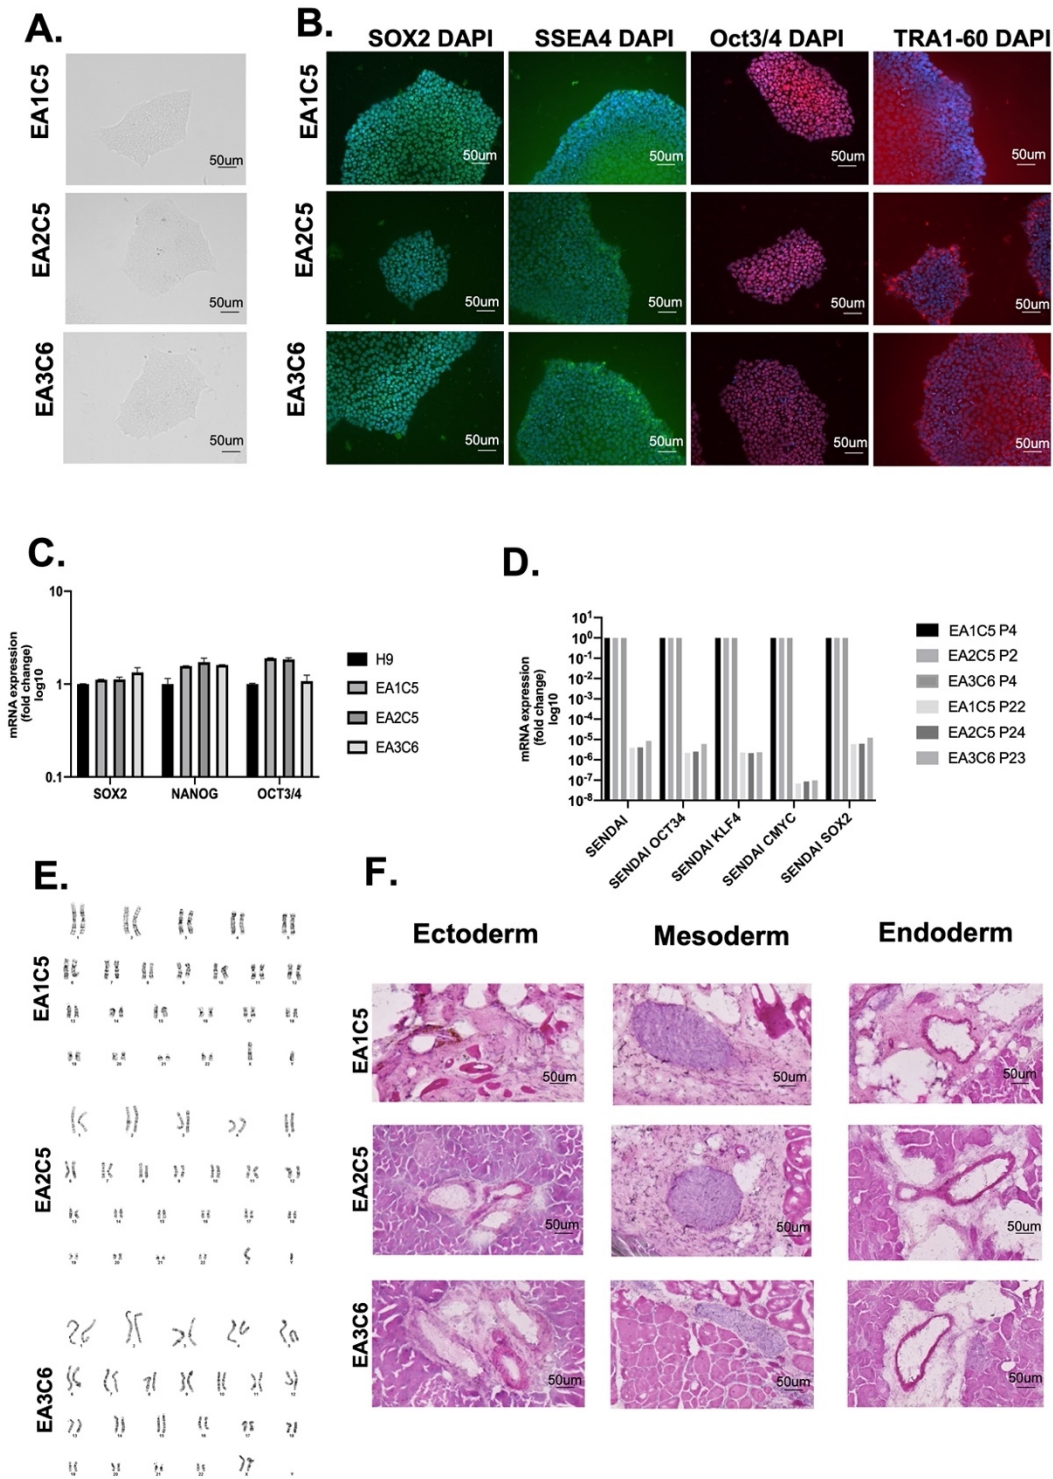 A.
EA1C5
50um
EA2C5
50um
EA3C6
50um
B.
SOX2 DAPI SSEA4 DAPI Oct3/4 DAPI TRA1-60 DAPI
EA1C5
50um 50um 50um 50um
EA2C5
50um 50um 50um 50um
EA3C6
50um 50um 50um 50um
C.
mRNA expression
(fold change)
log10
10
1
0.1
SOX2 NANOG OCT3/4
H9
EA1C5
EA2C5
EA3C6
D.
mRNA expression
(fold change)
log10
10¹
10⁰
10⁻¹
10⁻²
10⁻³
10⁻⁴
10⁻⁵
10⁻⁶
10⁻⁷
10⁻⁸
SENDAI
SENDAI OCT34
SENDAI KLF4
SENDAI CMYC
SENDAI SOX2
EA1C5 P4
EA2C5 P2
EA3C6 P4
EA1C5 P22
EA2C5 P24
EA3C6 P23
E.
EA1C5
EA2C5
EA3C6
F.
Ectoderm Mesoderm Endoderm
EA1C5
50um 50um 50um
EA2C5
50um 50um 50um
EA3C6
50um 50um 50um